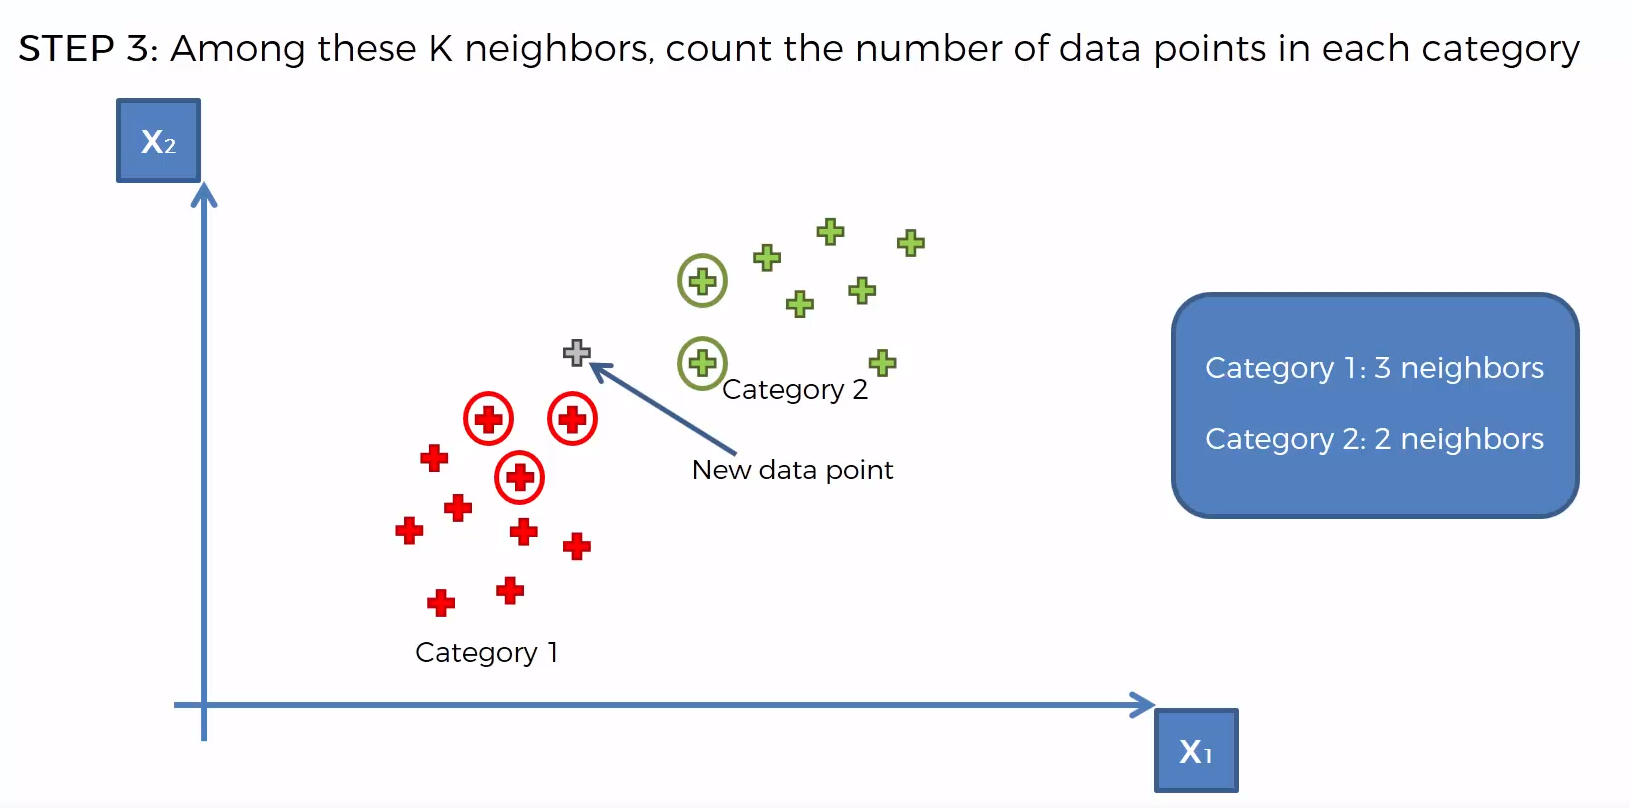 STEP 3: Among these K neighbors, count the number of data points in each category
X2
Category 2
Category 1: 3 neighbors
Category 2: 2 neighbors
New data point
Category 1
X1